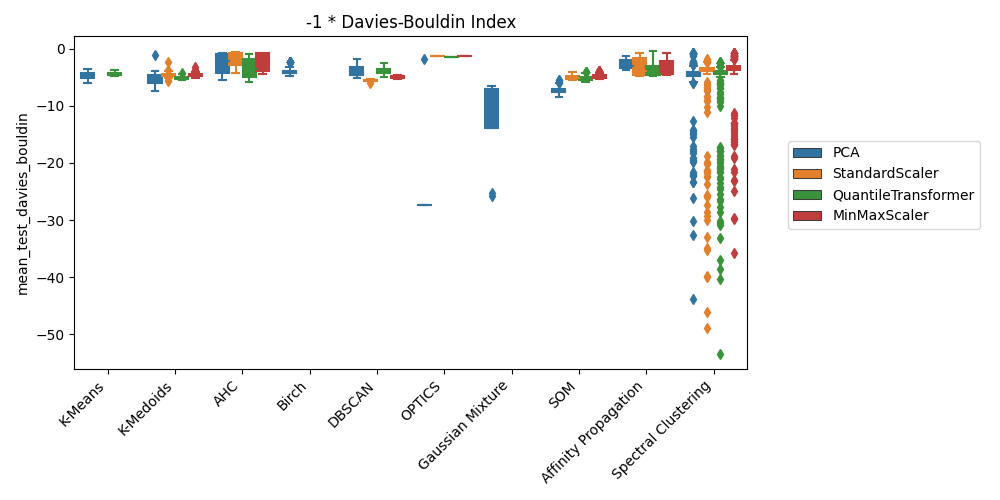 -1 * Davies-Bouldin Index
mean_test_davies_bouldin
0
−10
−20
−30
−40
−50
K-Means
K-Medoids
AHC
Birch
DBSCAN
OPTICS
Gaussian Mixture
SOM
Affinity Propagation
Spectral Clustering
PCA
StandardScaler
QuantileTransformer
MinMaxScaler